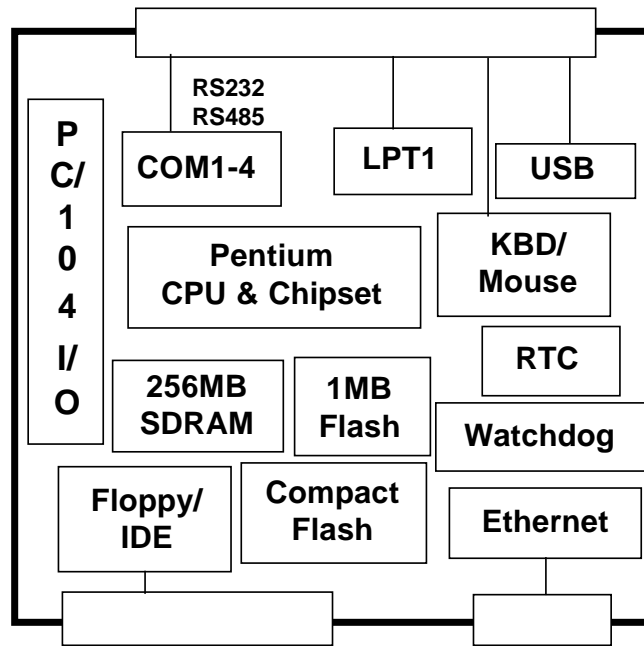 RS232
RS485
P
C/
1
0
4
I/
O
COM1-4
LPT1
USB
Pentium
CPU & Chipset
KBD/
Mouse
RTC
256MB
SDRAM
1MB
Flash
Watchdog
Floppy/
IDE
Compact
Flash
Ethernet